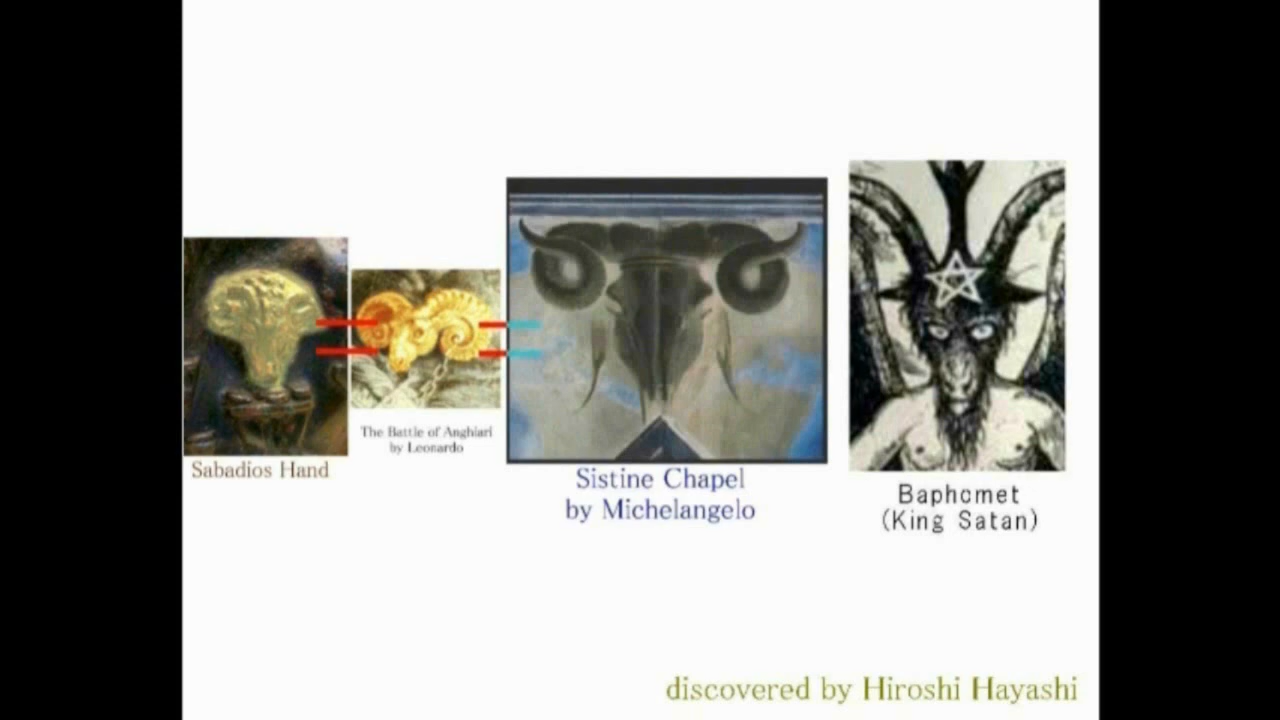 Sabadios Hand
The Battle of Anghiari
by Leonardo
Sistine Chapel
by Michelangelo
Baphomet
(King Satan)
discovered by Hiroshi Hayashi